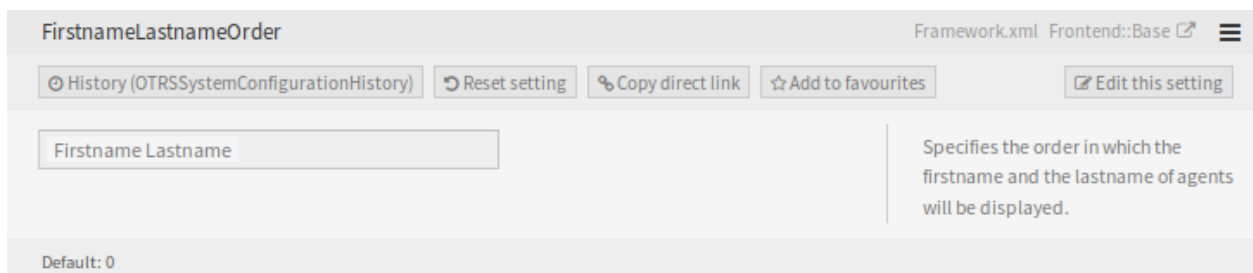 FirstnameLastnameOrder Framework.xml Frontend::Base
History (OTRSSystemConfigurationHistory) Reset setting Copy direct link Add to favourites Edit this setting
Firstname Lastname
Specifies the order in which the
firstname and the lastname of agents
will be displayed.
Default: 0